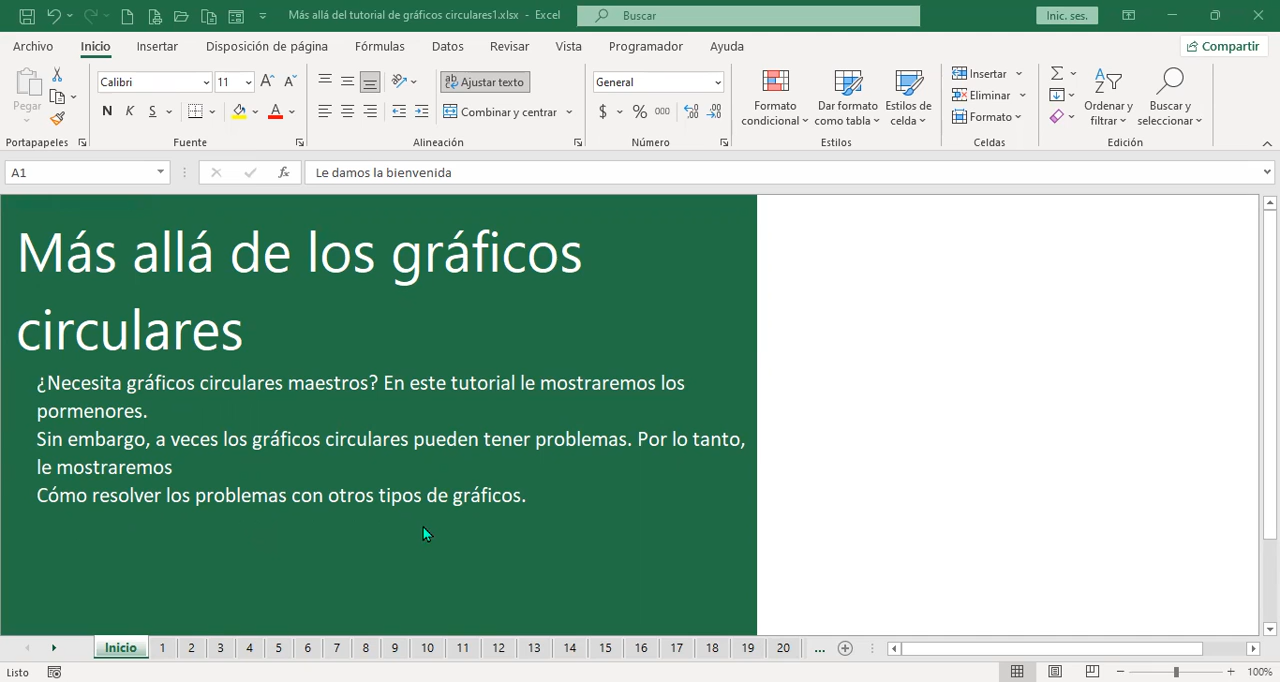 Más allá del tutorial de gráficos circulares1.xlsx - Excel
Buscar
Inic. ses.
Archivo Inicio Insertar Disposición de página Fórmulas Datos Revisar Vista Programador Ayuda Compartir
Pegar
Calibri 11
N K S
ab Ajustar texto
Combinar y centrar
General
$ % 000
Formato condicional
Dar formato como tabla
Estilos de celda
Insertar
Eliminar
Formato
Ordenar y filtrar
Buscar y seleccionar
Portapapeles Fuente Alineación Número Estilos Celdas Edición
A1 fx Le damos la bienvenida
Más allá de los gráficos
circulares
¿Necesita gráficos circulares maestros? En este tutorial le mostraremos los
pormenores.
Sin embargo, a veces los gráficos circulares pueden tener problemas. Por lo tanto,
le mostraremos
Cómo resolver los problemas con otros tipos de gráficos.
Inicio 1 2 3 4 5 6 7 8 9 10 11 12 13 14 15 16 17 18 19 20 ...
Listo 100%